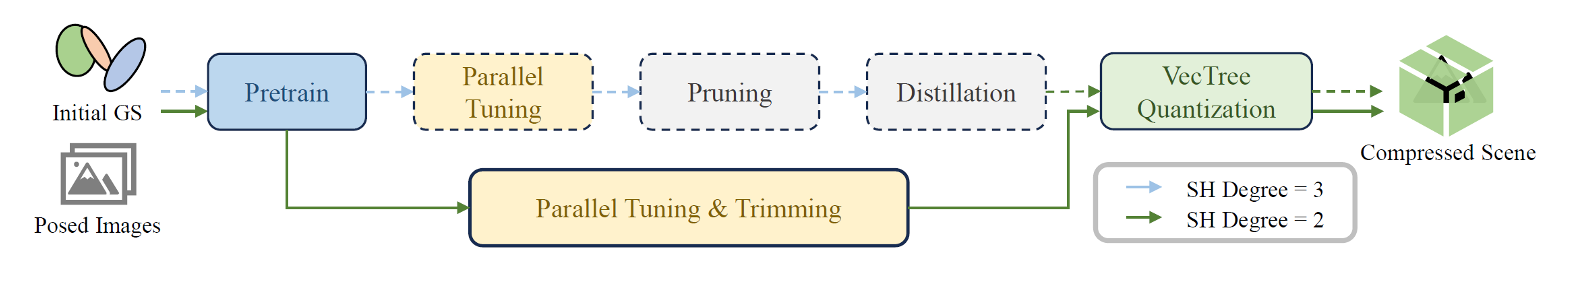 Initial GS
Posed Images
Pretrain
Parallel
Tuning
Pruning
Distillation
VecTree
Quantization
Parallel Tuning & Trimming
Compressed Scene
SH Degree = 3
SH Degree = 2